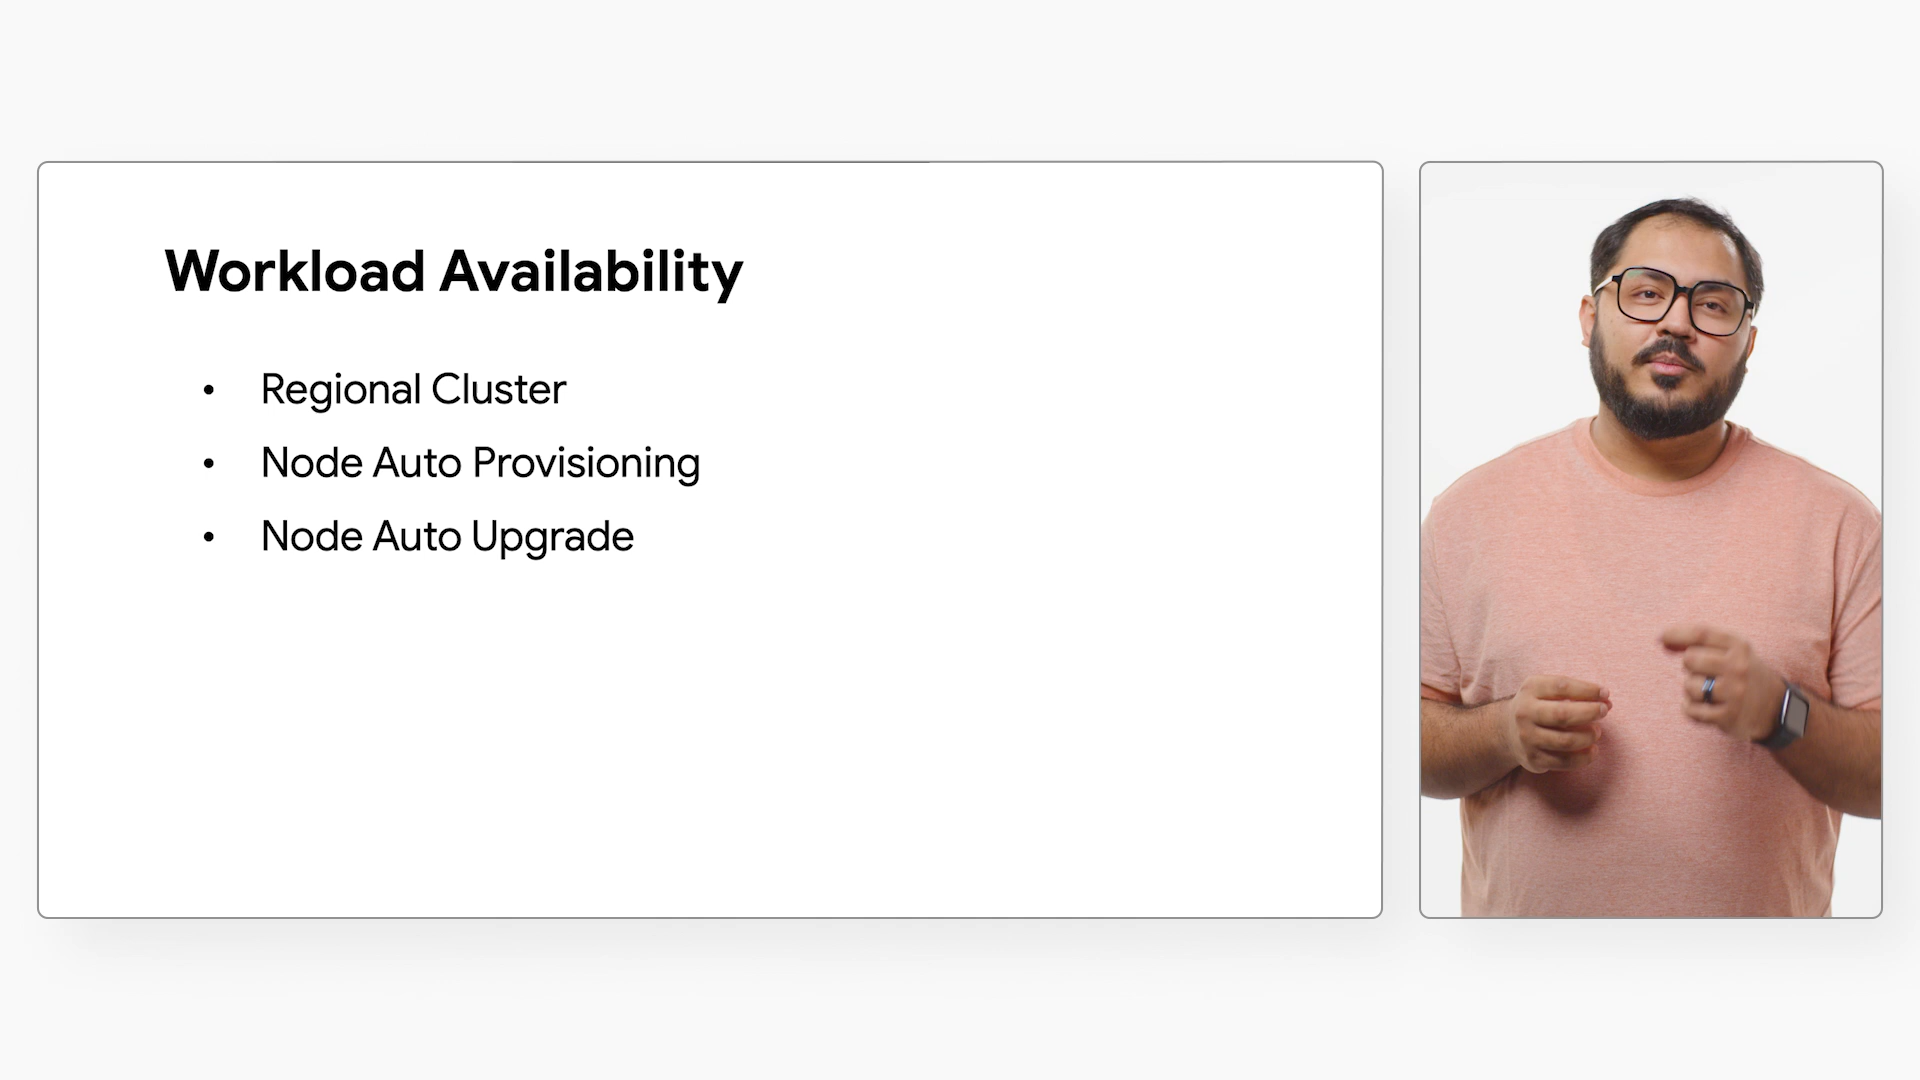 Workload Availability
• Regional Cluster
• Node Auto Provisioning
• Node Auto Upgrade